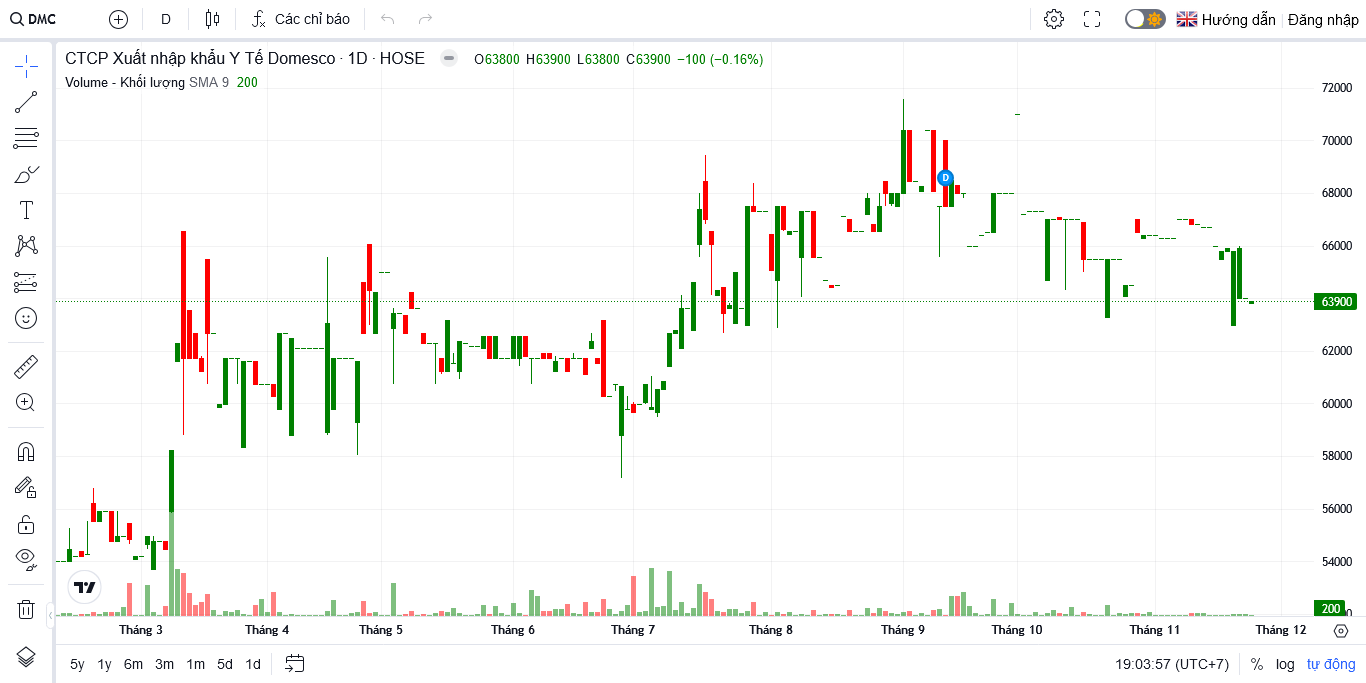 DMC D Các chỉ báo Hướng dẫn Đăng nhập
CTCP Xuất nhập khẩu Y Tế Domesco · 1D · HOSE O63800 H63900 L63800 C63900 −100 (−0.16%)
Volume - Khối lượng SMA 9 200
72000
70000
68000
D
66000
63900
62000
60000
58000
56000
54000
200
0
Tháng 3 Tháng 4 Tháng 5 Tháng 6 Tháng 7 Tháng 8 Tháng 9 Tháng 10 Tháng 11 Tháng 12
5y 1y 6m 3m 1m 5d 1d 19:03:57 (UTC+7) % log tự động